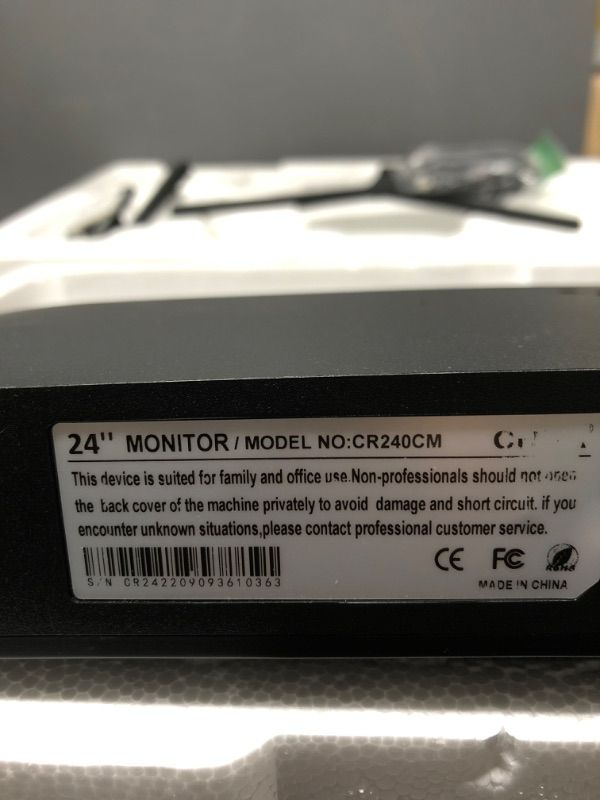 24" MONITOR / MODEL NO:CR240CM
This device is suited for family and office use.Non-professionals should not open
the back cover of the machine privately to avoid damage and short circuit. if you
encounter unknown situations,please contact professional customer service.
CE FC RoHS
S/N CR242209093610363
MADE IN CHINA